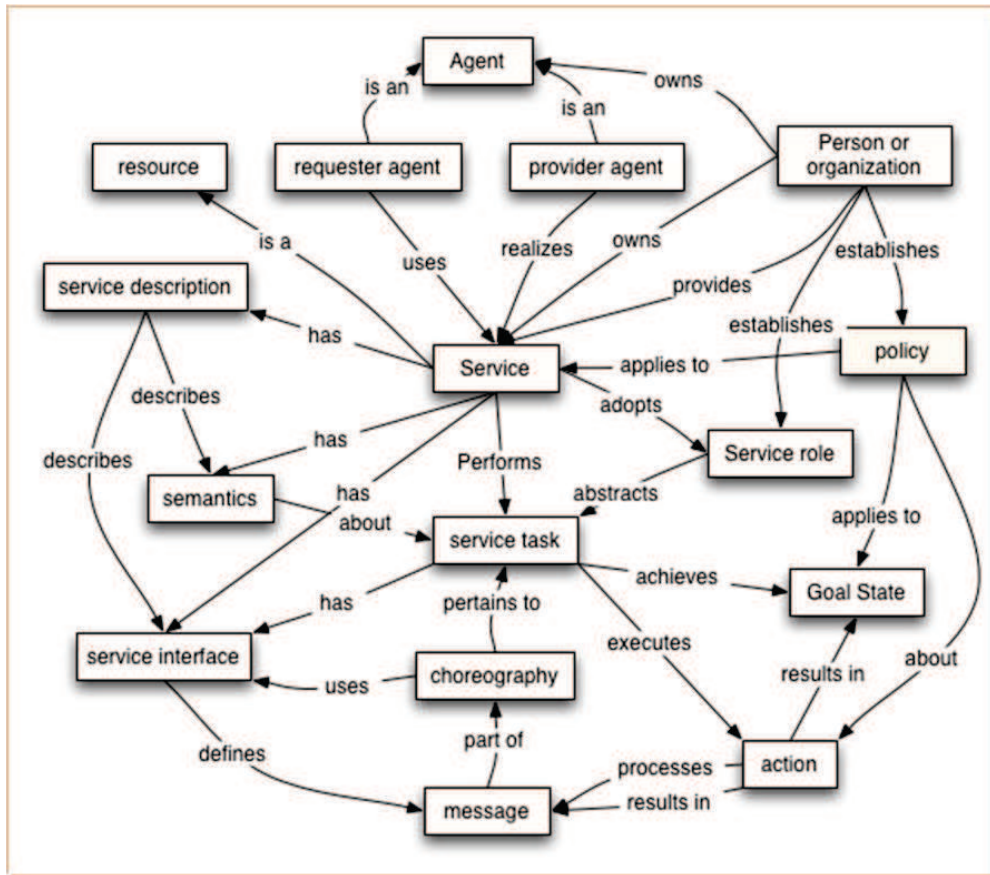 Agent
owns
is an
is an
Person or
organization
resource
requester agent
provider agent
is a
uses
realizes
owns
establishes
service description
provides
has
establishes
Service
applies to
policy
describes
adopts
has
describes
Performs
Service role
semantics
has
abstracts
about
applies to
service task
achieves
Goal State
has
pertains to
executes
service interface
choreography
about
uses
results in
part of
defines
processes
action
results in
message